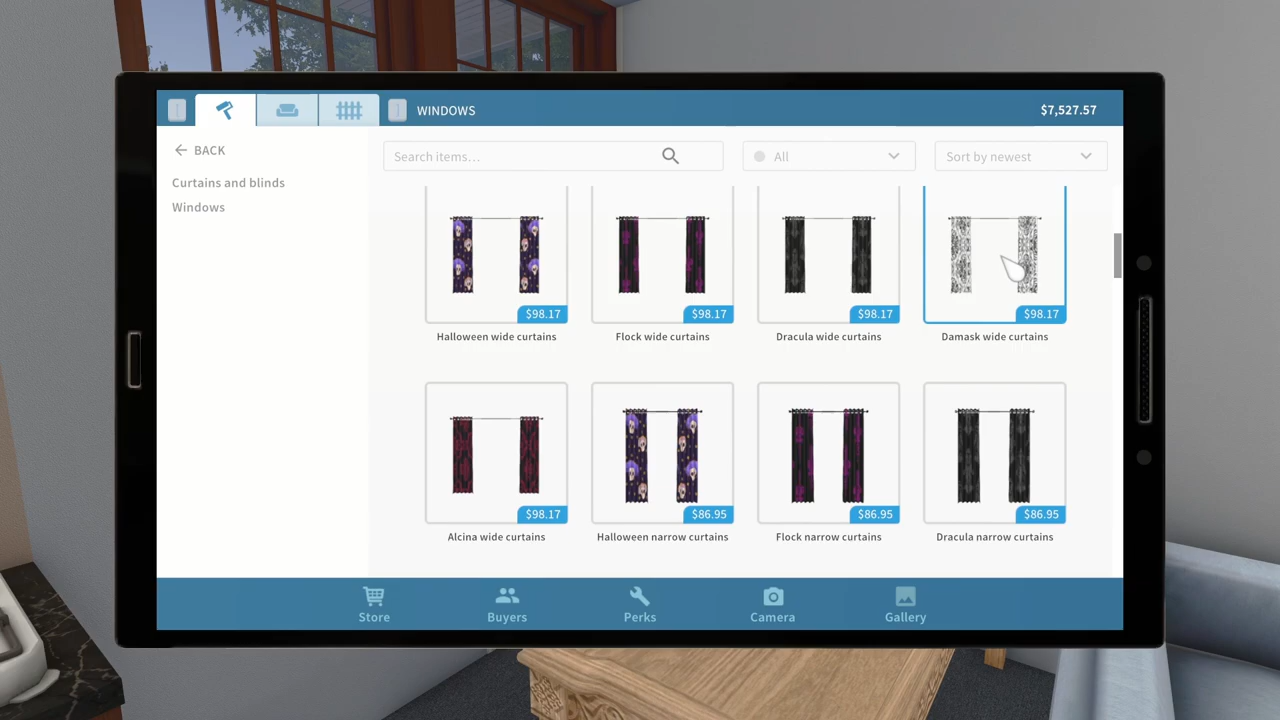 WINDOWS
$7,527.57
BACK
Curtains and blinds
Windows
Search items...
All
Sort by newest
$98.17
$98.17
$98.17
$98.17
Halloween wide curtains
Flock wide curtains
Dracula wide curtains
Damask wide curtains
$98.17
$86.95
$86.95
$86.95
Alcina wide curtains
Halloween narrow curtains
Flock narrow curtains
Dracula narrow curtains
Store
Buyers
Perks
Camera
Gallery